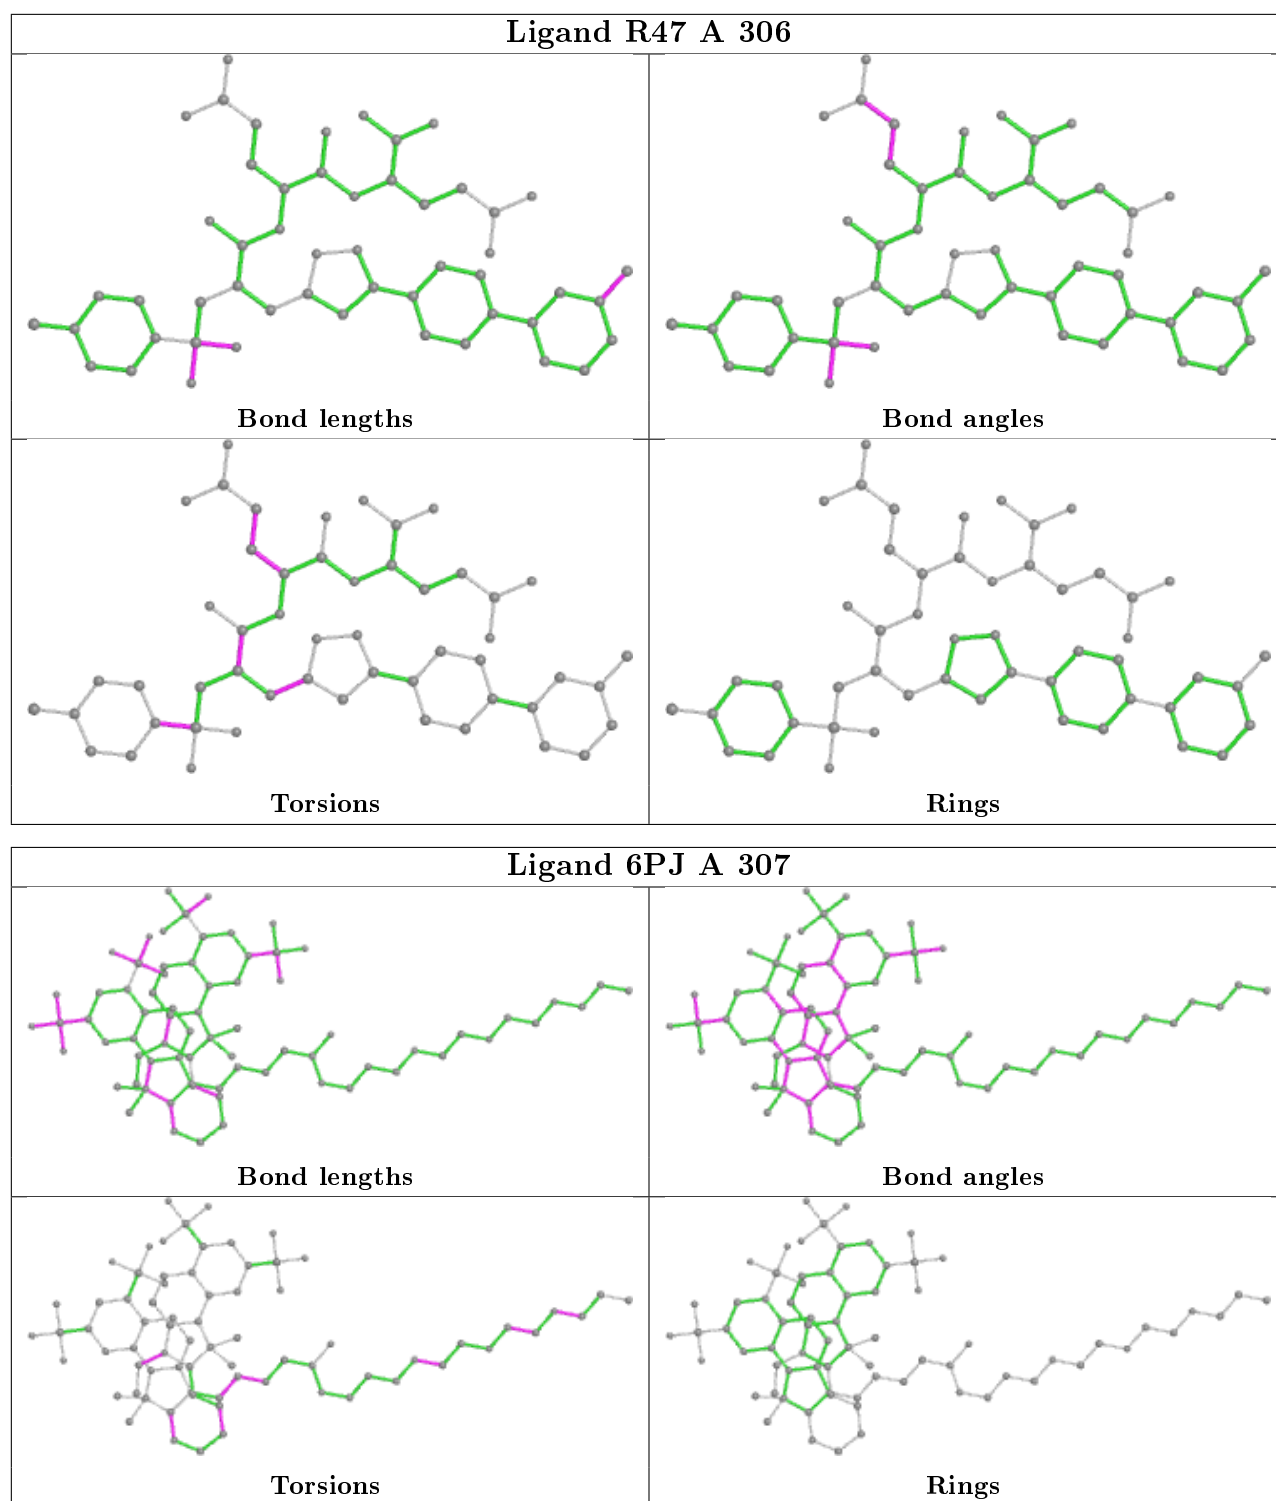 Ligand R47 A 306
Bond lengths
Bond angles
Torsions
Rings
Ligand 6PJ A 307
Bond lengths
Bond angles
Torsions
Rings